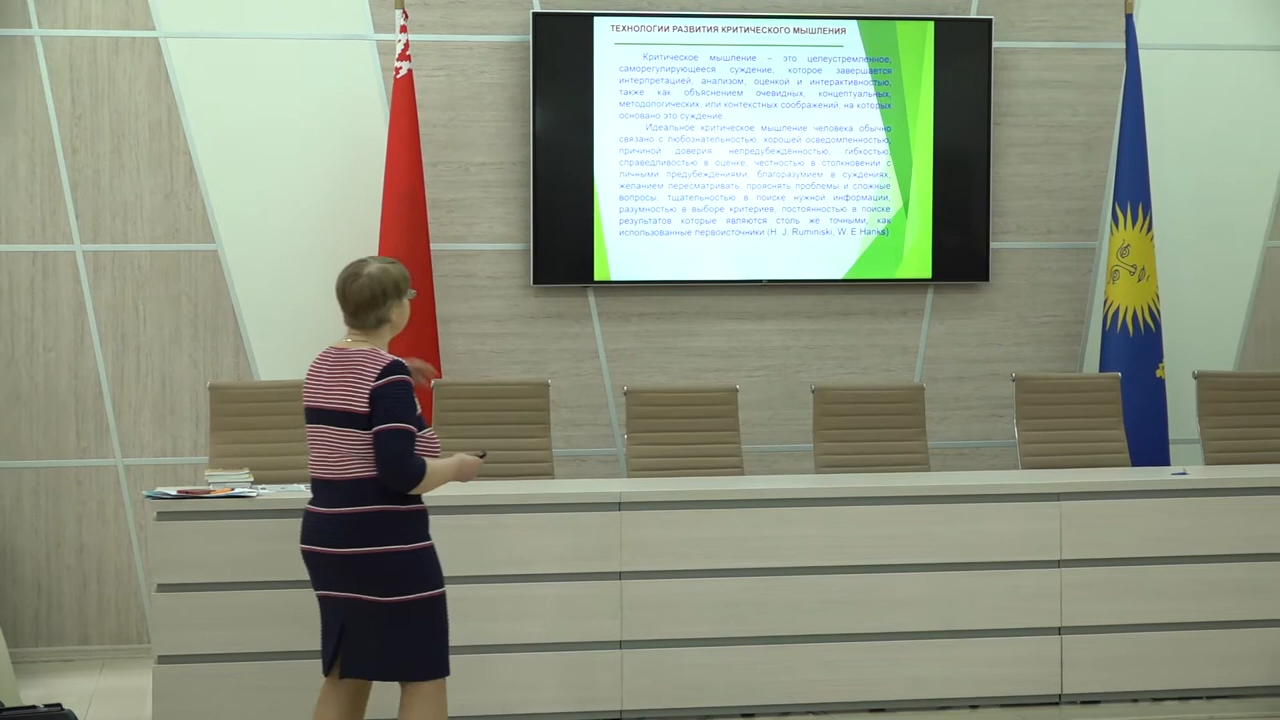 ТЕХНОЛОГИИ РАЗВИТИЯ КРИТИЧЕСКОГО МЫШЛЕНИЯ
Критическое мышление – это целеустремленное,
саморегулирующееся суждение, которое завершается
интерпретацией, анализом, оценкой и интерактивностью,
также как объяснением очевидных, концептуальных,
методологических, или контекстных соображений, на которых
основано это суждение.
Идеальное критическое мышление человека обычно
связано с любознательностью, хорошей осведомленностью,
причиной доверия, непредубеждённостью, гибкостью,
справедливостью в оценке, честностью в столкновении с
личными предубеждениями, благоразумием в суждениях,
желанием пересматривать, прояснять проблемы и сложные
вопросы, тщательностью в поиске нужной информации,
разумностью в выборе критериев, постоянностью в поиске
результатов которые являются столь же точными, как
использованные первоисточники (H. J. Ruminiski, W. E Hanks)